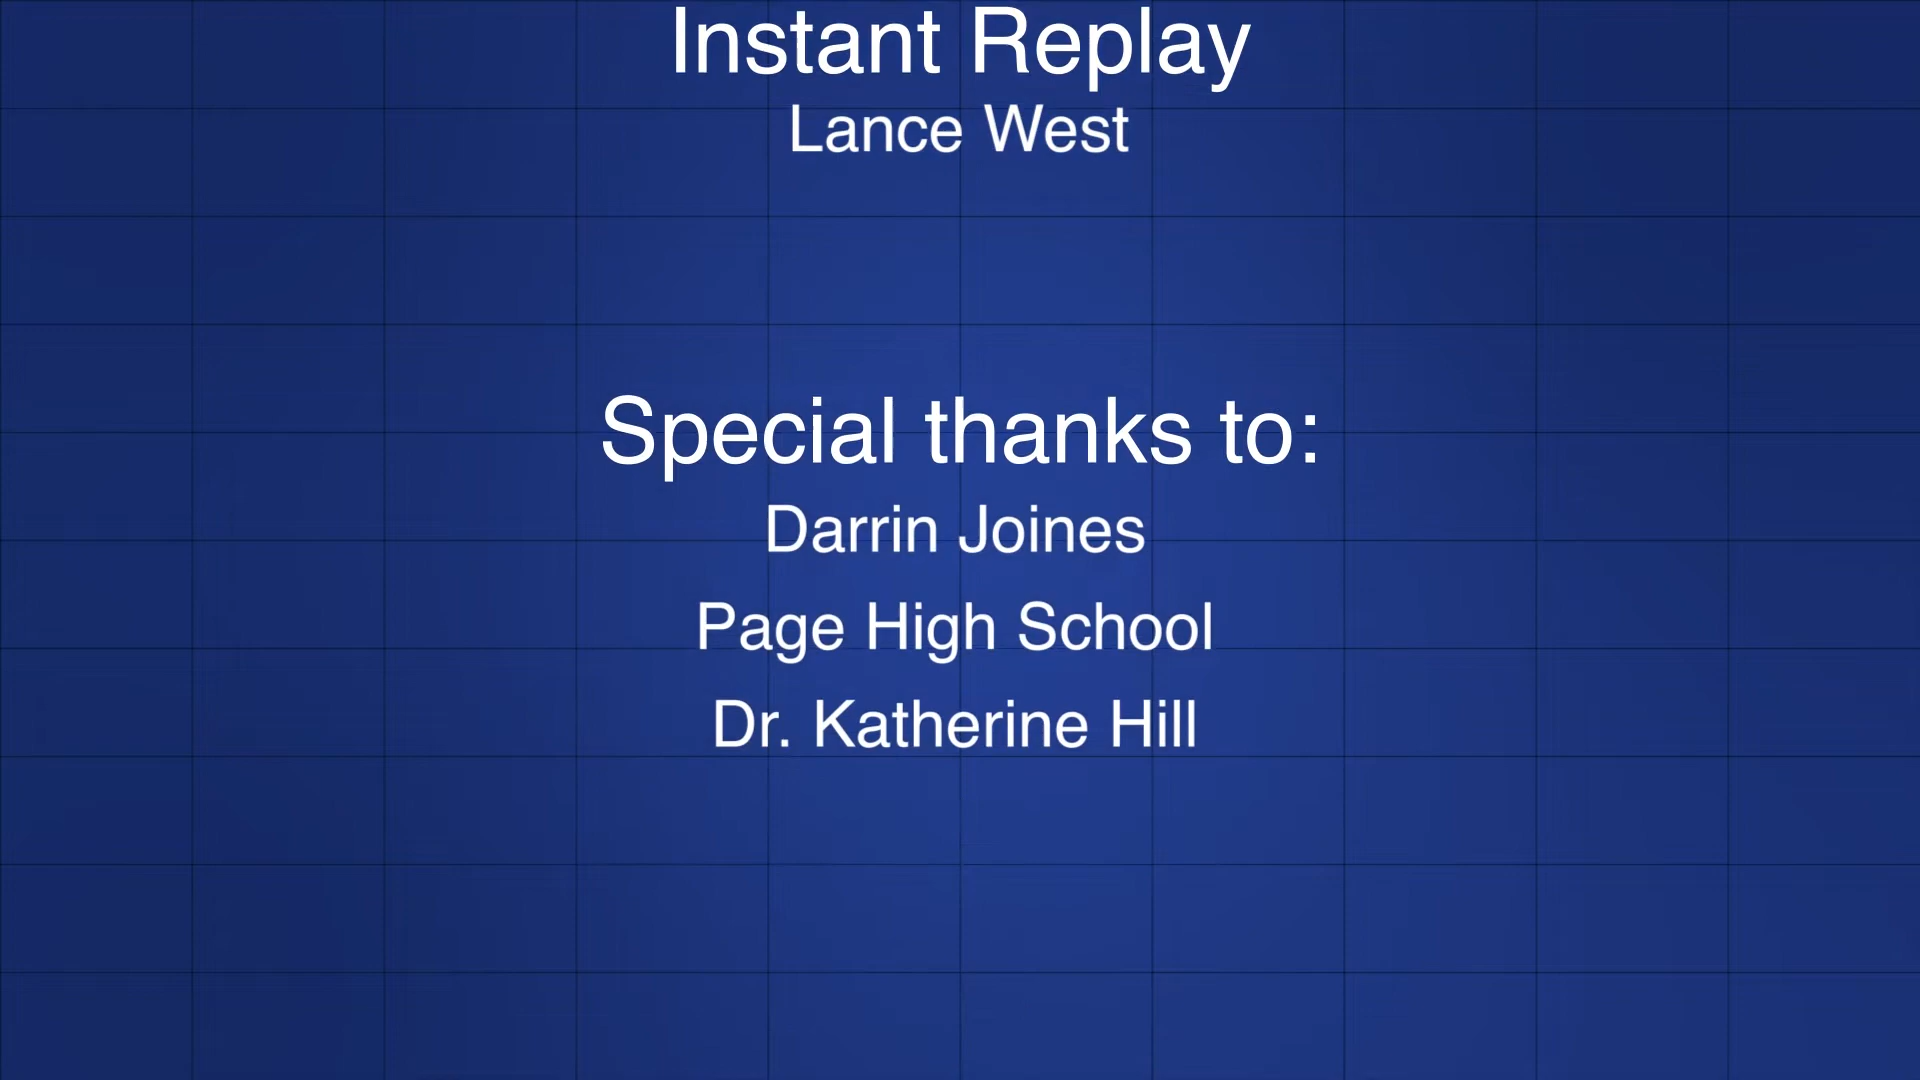 Instant Replay
Lance West
Special thanks to:
Darrin Joines
Page High School
Dr. Katherine Hill